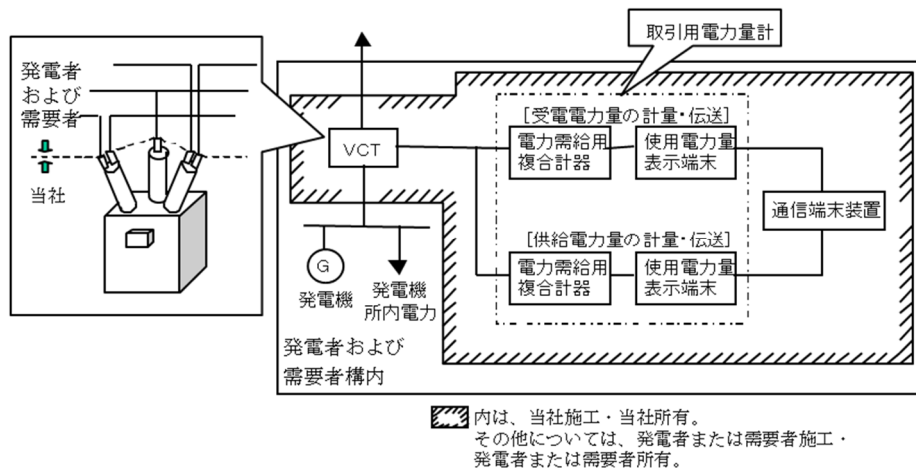 取引用電力量計
発電者
および
需要者
当社
VCT
[受電電力量の計量・伝送]
電力需給用
複合計器
使用電力量
表示端末
通信端末装置
[供給電力量の計量・伝送]
電力需給用
複合計器
使用電力量
表示端末
G
発電機
発電機
所内電力
発電者および
需要者構内
内は、当社施工・当社所有。
その他については、発電者または需要者施工・
発電者または需要者所有。